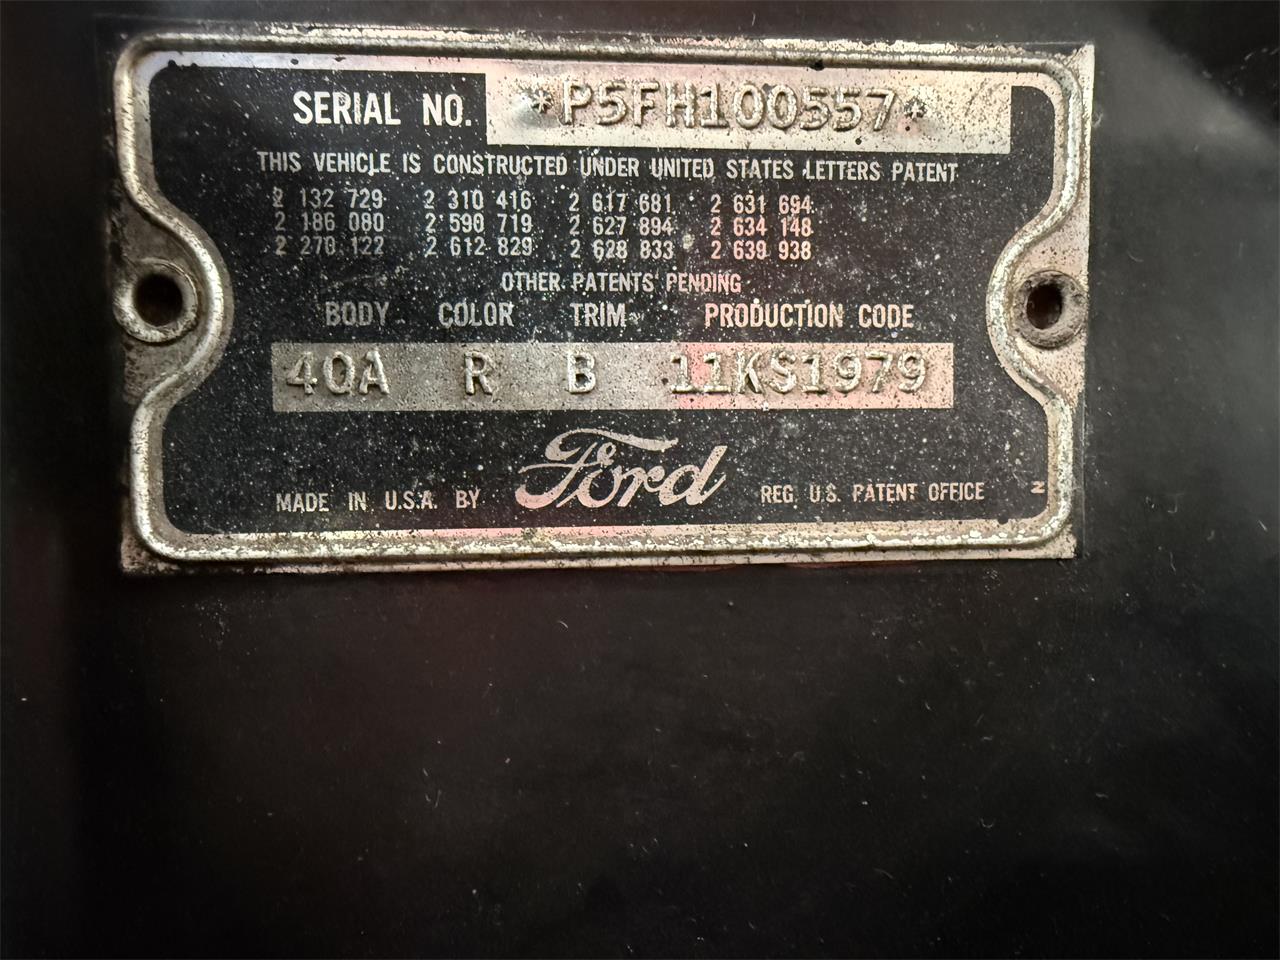 SERIAL NO. *P5FH100557*
THIS VEHICLE IS CONSTRUCTED UNDER UNITED STATES LETTERS PATENT
2 132 729 2 310 416 2 617 681 2 631 694
2 186 080 2 590 719 2 627 894 2 634 148
2 270 122 2 612 829 2 628 833 2 639 938
OTHER PATENTS PENDING
BODY COLOR TRIM PRODUCTION CODE
40A R B 11KS1979
MADE IN U.S.A. BY Ford REG. U.S. PATENT OFFICE N